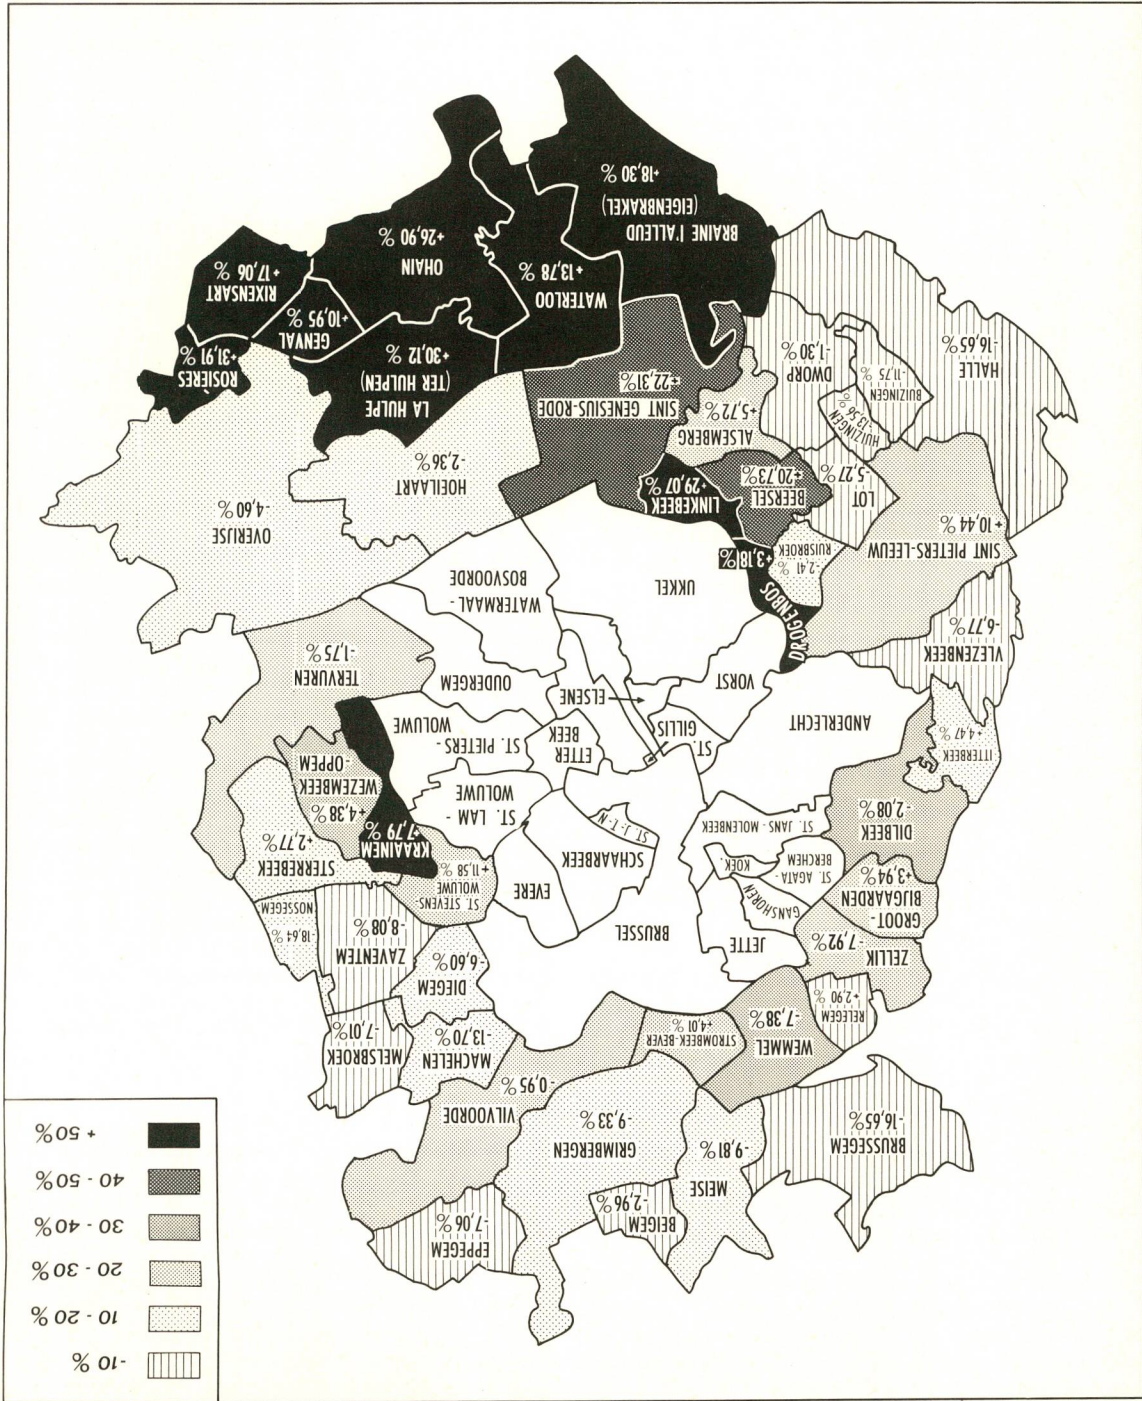 -10 %
10 - 20 %
20 - 30 %
30 - 40 %
40 - 50%
+ 50%
EPPEGEM
-7,06 %
BEIGEM
-2,96 %
MEISE
-9,81 %
GRIMBERGEN
-9,33 %
BRUSSEGEM
-16,65 %
VILVOORDE
-0,95 %
MACHELEN
-13,70 %
MELSBROEK
-7,01%
WEMMEL
-7,38%
STROMBEEK-BEVER
+4,01 %
RELEGEM
+2,90 %
DIEGEM
-6,60 %
ZAVENTEM
-8,08%
NOSSEGEM
-18,64 %
ZELLIK
-7,92%
JETTE
BRUSSEL
GROOT-
BIJGAARDEN
+3,94%
GANSHOREN
EVERE
ST. STEVENS-
WOLUWE
+11,58 %
STERREBEEK
+2,77%
ST. AGATA-
BERCHEM
KOEK.
SCHAARBEEK
KRAAINEM
+7,79 %
DILBEEK
-2,08%
ST. JANS - MOLENBEEK
ST. J.-T.-N
ST. LAM-
WOLUWE
WEZEMBEEK
-OPPEM
+4,38 %
ITTERBEEK
+4,47 %
ANDERLECHT
ST.
GILLIS
ETTER
BEEK
ST. PIETERS-
WOLUWE
ELSENE
VORST
OUDERGEM
TERVUREN
-1,75 %
VLEZENBEEK
-6,77%
DROGENBOS
+3,18%
UKKEL
WATERMAAL-
BOSVOORDE
SINT PIETERS-LEEUW
+ 10,44 %
RUISBROEK
-2,41 %
OVERIJSE
-4,60 %
LOT
-5,27%
BEERSEL
+20,73%
LINKEBEEK
+29,07
HOEILAART
-2,36%
ALSEMBERG
+5,72%
HUIZINGEN
-13,56 %
SINT GENESIUS-RODE
+22,31%
BUIZINGEN
-11,75 %
DWORP
-1,30%
HALLE
-16,65%
LA HULPE
(TER HULPEN)
+30,12 %
ROSIÈRES
+31,91 %
GENVAL
+10,95 %
RIXENSART
+17,06 %
WATERLOO
+13,78 %
OHAIN
+26,90 %
BRAINE l'ALLEUD
(EIGENBRAKEL)
+18,30 %